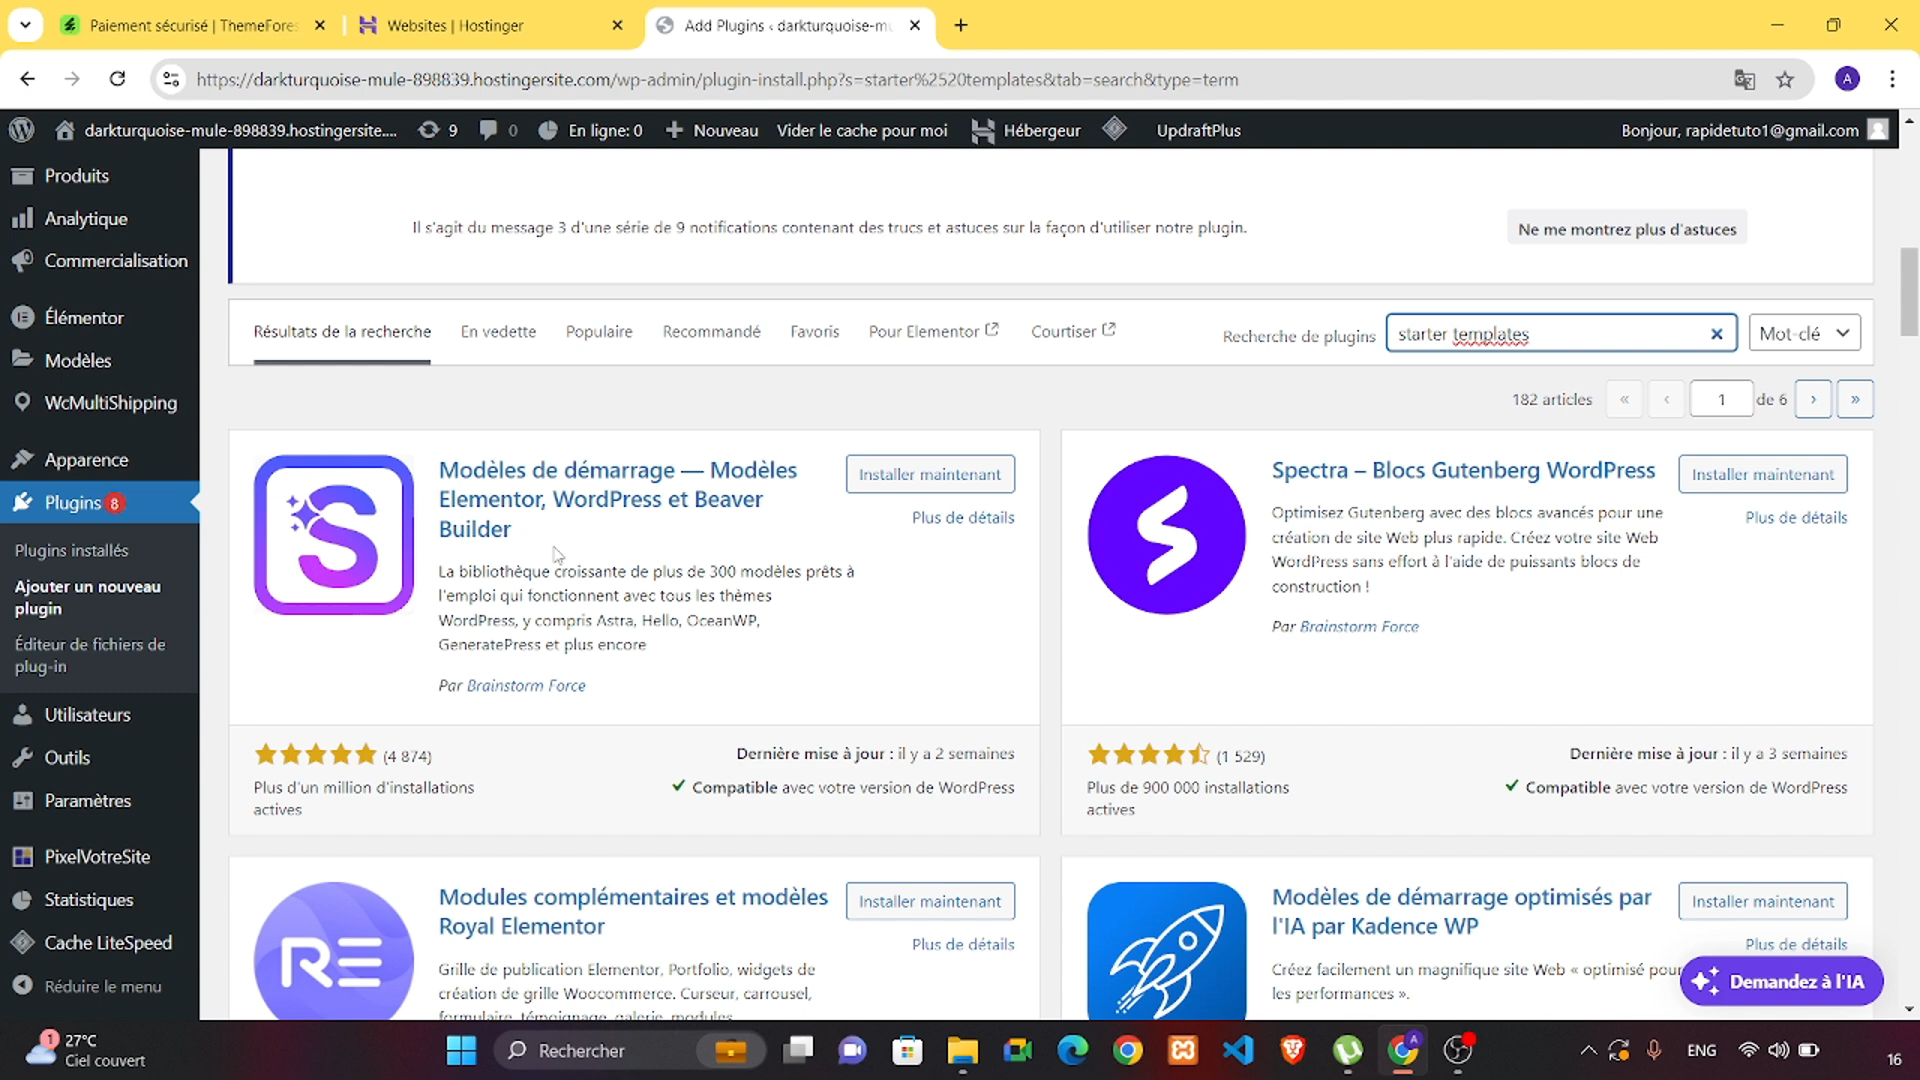 Paiement sécurisé | ThemeFores
Websites | Hostinger
Add Plugins ‹ darkturquoise-mu
https://darkturquoise-mule-898839.hostingersite.com/wp-admin/plugin-install.php?s=starter%2520templates&tab=search&type=term
A
darkturquoise-mule-898839.hostingersite....
9
0
En ligne: 0
Nouveau
Vider le cache pour moi
Hébergeur
UpdraftPlus
Bonjour, rapidetuto1@gmail.com
Produits
Analytique
Commercialisation
Élémentor
Modèles
WcMultiShipping
Apparence
Plugins 8
Plugins installés
Ajouter un nouveau
plugin
Éditeur de fichiers de
plug-in
Utilisateurs
Outils
Paramètres
PixelVotreSite
Statistiques
Cache LiteSpeed
Réduire le menu
Il s'agit du message 3 d'une série de 9 notifications contenant des trucs et astuces sur la façon d'utiliser notre plugin.
Ne me montrez plus d'astuces
Résultats de la recherche
En vedette
Populaire
Recommandé
Favoris
Pour Elementor
Courtiser
Recherche de plugins
starter templates
Mot-clé
182 articles
«
‹
1
de 6
›
»
Modèles de démarrage — Modèles
Elementor, WordPress et Beaver
Builder
Installer maintenant
Plus de détails
La bibliothèque croissante de plus de 300 modèles prêts à
l'emploi qui fonctionnent avec tous les thèmes
WordPress, y compris Astra, Hello, OceanWP,
GeneratePress et plus encore
Par Brainstorm Force
(4 874)
Plus d'un million d'installations
actives
Dernière mise à jour : il y a 2 semaines
Compatible avec votre version de WordPress
Spectra – Blocs Gutenberg WordPress
Installer maintenant
Plus de détails
Optimisez Gutenberg avec des blocs avancés pour une
création de site Web plus rapide. Créez votre site Web
WordPress sans effort à l'aide de puissants blocs de
construction !
Par Brainstorm Force
(1 529)
Plus de 900 000 installations
actives
Dernière mise à jour : il y a 3 semaines
Compatible avec votre version de WordPress
RE
Modules complémentaires et modèles
Royal Elementor
Installer maintenant
Plus de détails
Grille de publication Elementor, Portfolio, widgets de
création de grille Woocommerce. Curseur, carrousel,
formulaire, témoignage, galerie, modules
Modèles de démarrage optimisés par
l'IA par Kadence WP
Installer maintenant
Plus de détails
Créez facilement un magnifique site Web « optimisé pour
les performances ».
Demandez à l'IA
1
27°C
Ciel couvert
Rechercher
A
ENG
16